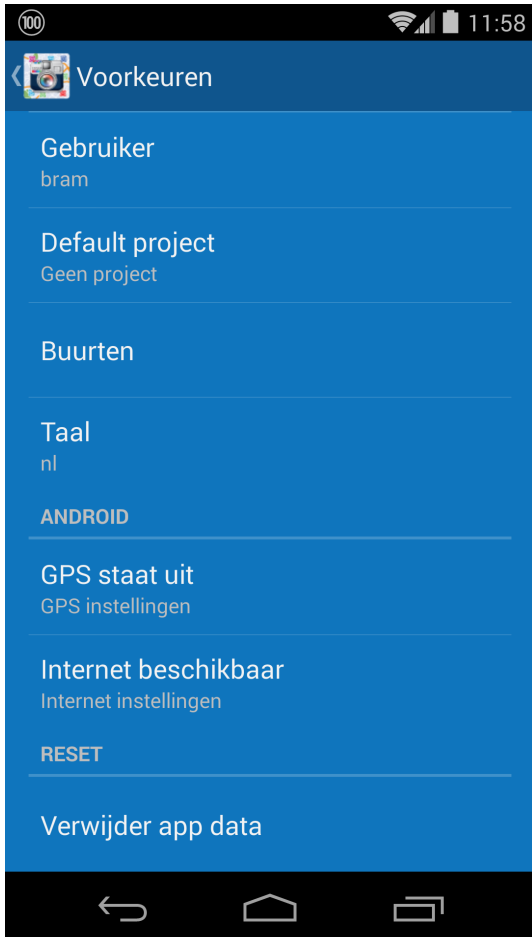 100
11:58
Voorkeuren
Gebruiker
bram
Default project
Geen project
Buurten
Taal
nl
ANDROID
GPS staat uit
GPS instellingen
Internet beschikbaar
Internet instellingen
RESET
Verwijder app data